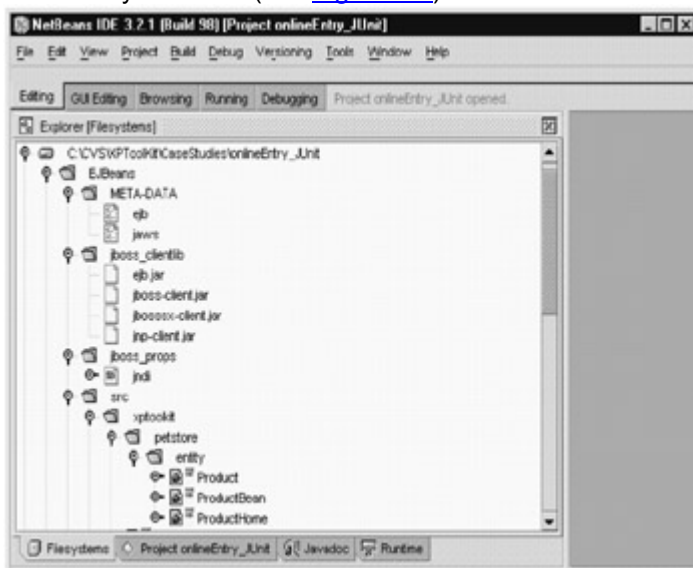 NetBeans IDE 3.2.1 (Build 98) [Project onlineEntry_JUnit]
File Edit View Project Build Debug Versioning Tools Window Help
Editing GUI Editing Browsing Running Debugging Project onlineEntry_JUnit opened.
Explorer [Filesystems]
C:\CVS\XPToolKit\CaseStudies\onlineEntry_JUnit
EJBeans
META-DATA
ejb
jaws
jboss_clientlib
ejb.jar
jboss-client.jar
jbosssx-client.jar
jnp-client.jar
jboss_props
jndi
src
xptoolkit
petstore
entity
Product
ProductBean
ProductHome
Filesystems Project onlineEntry_JUnit Javadoc Runtime